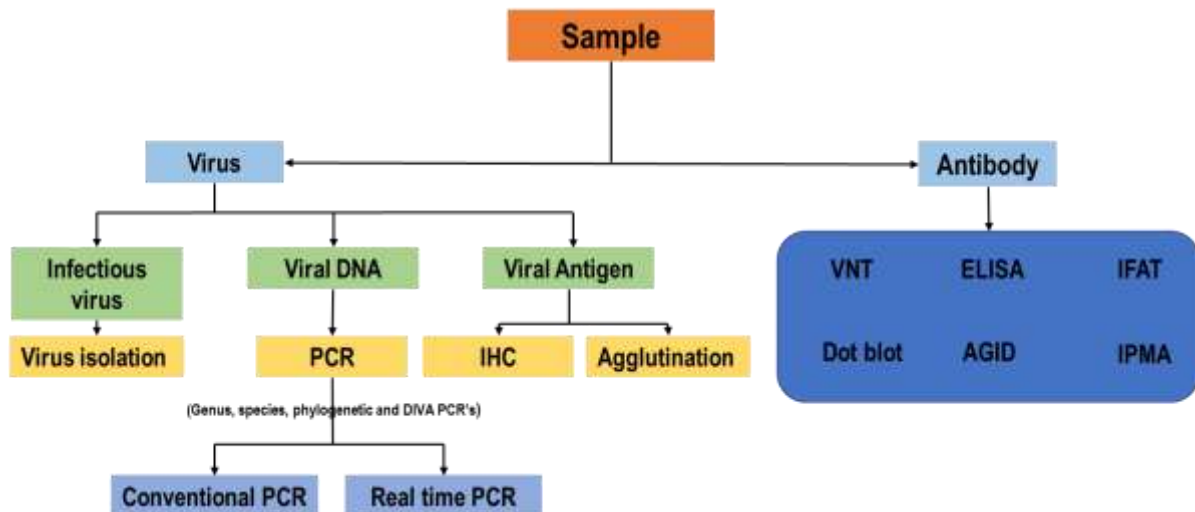 Sample
Virus
Antibody
Infectious
virus
Viral DNA
Viral Antigen
VNT
ELISA
IFAT
Virus isolation
PCR
IHC
Agglutination
Dot blot
AGID
IPMA
(Genus, species, phylogenetic and DIVA PCR's)
Conventional PCR
Real time PCR